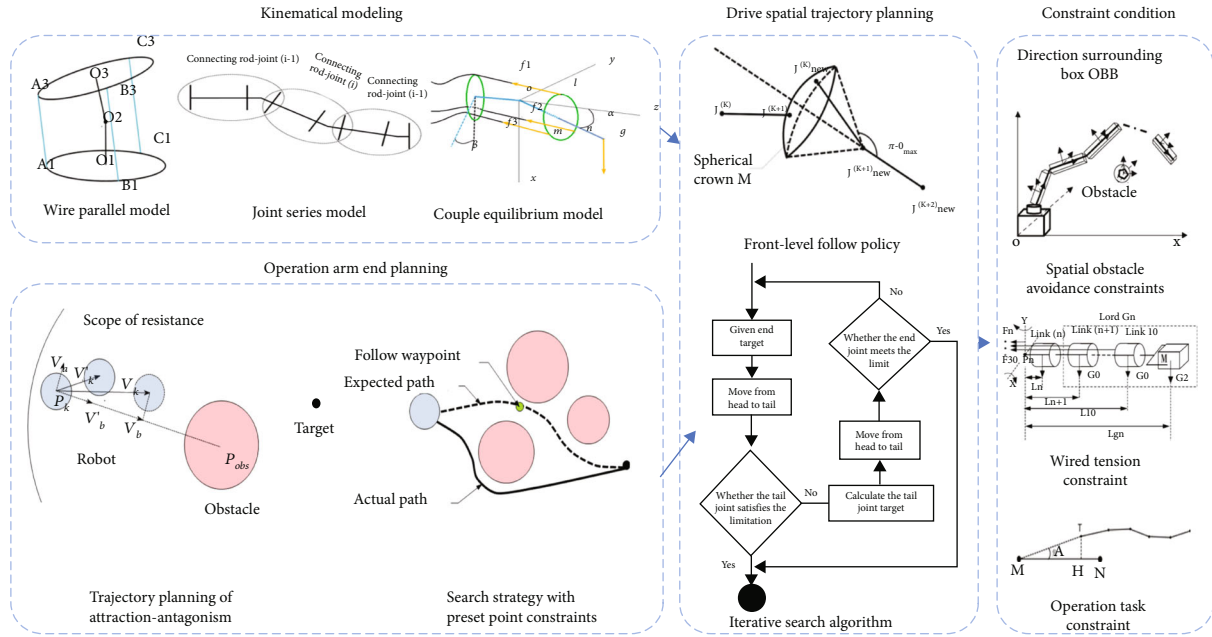 Kinematical modeling
C3
A3
O3
B3
O2
C1
A1
O1
B1
Wire parallel model
Connecting rod-joint (i-1)
Connecting
rod-joint (i)
Connecting
rod-joint (i-1)
Joint series model
f1
y
o
l
z
f2
α
f3
m
n
g
β
x
Couple equilibrium model
Operation arm end planning
Scope of resistance
V'k
Vk
Pk
V'b
Vb
Robot
Pobs
Obstacle
Target
Trajectory planning of
attraction-antagonism
Follow waypoint
Expected path
Actual path
Search strategy with
preset point constraints
Drive spatial trajectory planning
J(K)new
J(K)
J(K+1)
Spherical
crown M
π-0max
J(K+1)new
J(K+2)new
Front-level follow policy
No
Given end
target
Whether the end
joint meets the
limit
Yes
Move from
head to tail
Move from
head to tail
Whether the tail
joint satisfies the
limitation
No
Calculate the tail
joint target
Yes
Iterative search algorithm
Constraint condition
Direction surrounding
box OBB
Obstacle
o
x
Spatial obstacle
avoidance constraints
Lord Gn
Y
Fn
Link (n)
Link (n+1)
Link 10
F30
Pn
M
X
G0
G0
G2
Ln
Ln+1
L10
Lgn
Wired tension
constraint
T
A
M
H
N
Operation task
constraint